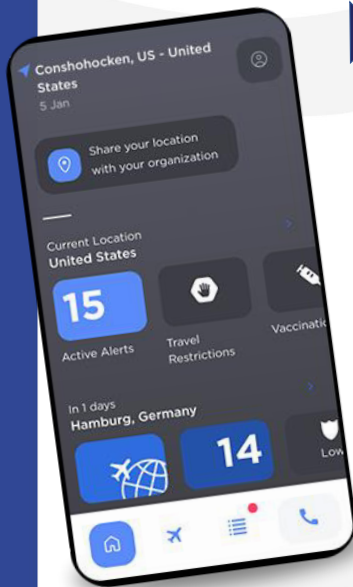 Conshohocken, US - United
States
5 Jan
Share your location
with your organization
Current Location
United States
15
Active Alerts
Travel
Restrictions
Vaccinatio
In 1 days
Hamburg, Germany
14
Low